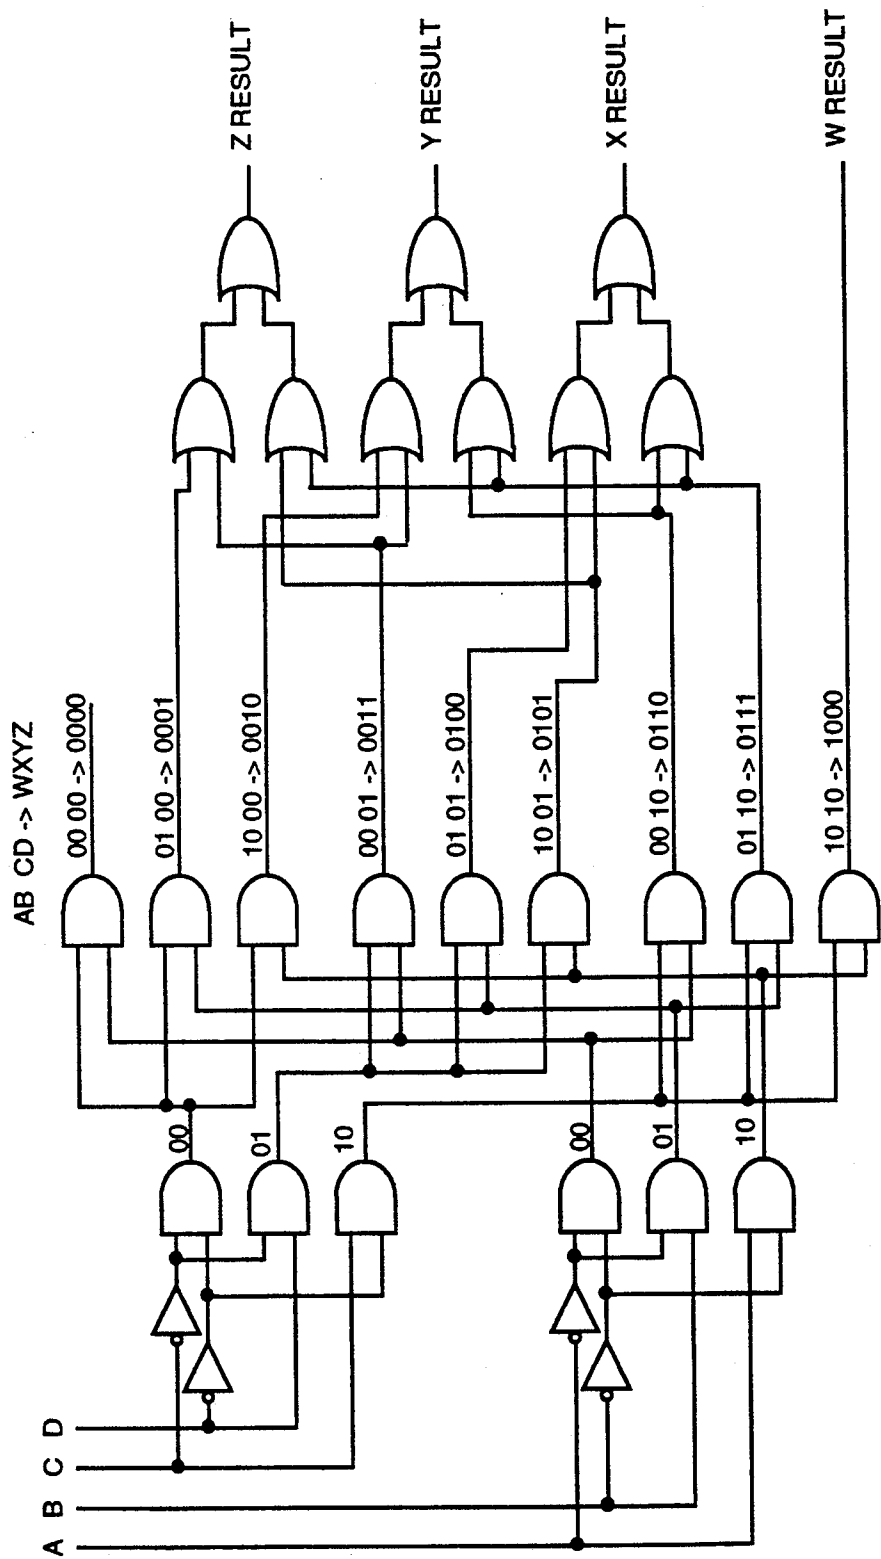 AB CD -> WXYZ
00 00 -> 0000
01 00 -> 0001
10 00 -> 0010
00 01 -> 0011
01 01 -> 0100
10 01 -> 0101
00 10 -> 0110
01 10 -> 0111
10 10 -> 1000
A
B
C
D
00
01
10
00
01
10
Z RESULT
Y RESULT
X RESULT
W RESULT